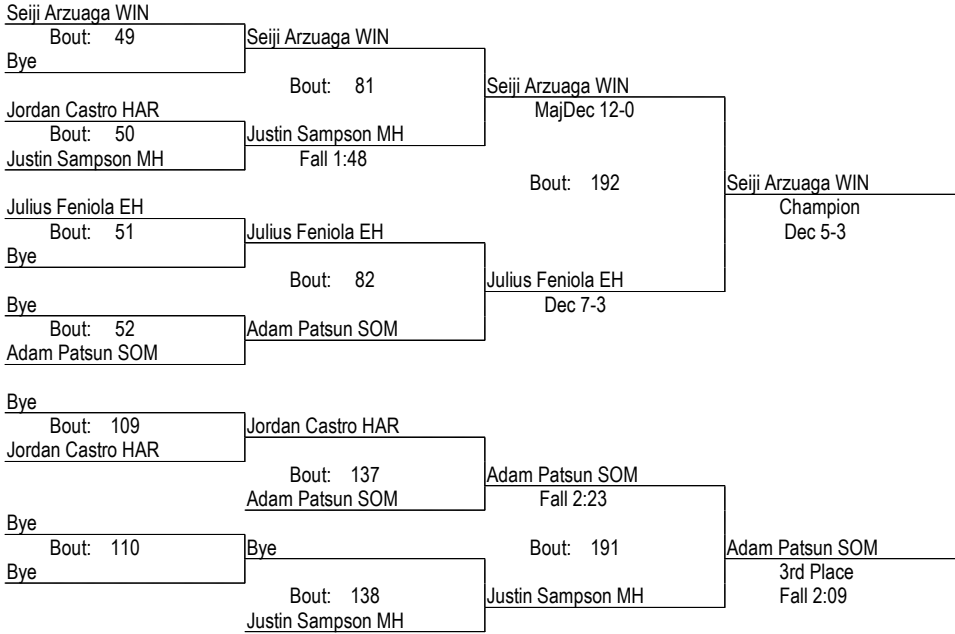 Seiji Arzuaga WIN
Bout: 49
Bye
Seiji Arzuaga WIN
Bout: 81
Jordan Castro HAR
Bout: 50
Justin Sampson MH
Justin Sampson MH
Fall 1:48
Seiji Arzuaga WIN
MajDec 12-0
Bout: 192
Julius Feniola EH
Bout: 51
Bye
Julius Feniola EH
Bout: 82
Bye
Bout: 52
Adam Patsun SOM
Adam Patsun SOM
Julius Feniola EH
Dec 7-3
Seiji Arzuaga WIN
Champion
Dec 5-3
Bye
Bout: 109
Jordan Castro HAR
Jordan Castro HAR
Bout: 137
Adam Patsun SOM
Adam Patsun SOM
Fall 2:23
Bout: 191
Bye
Bout: 110
Bye
Bye
Bout: 138
Justin Sampson MH
Justin Sampson MH
Adam Patsun SOM
3rd Place
Fall 2:09